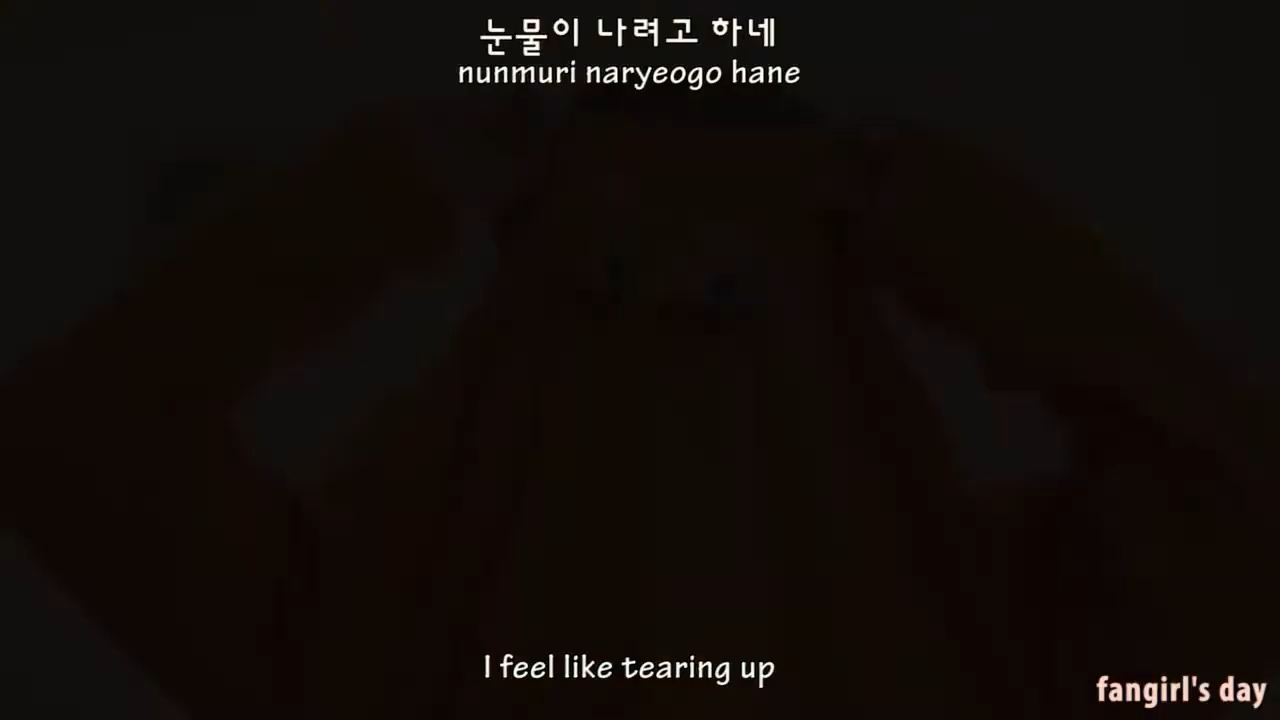 눈물이 나려고 하네
nunmuri naryeogo hane
I feel like tearing up
fangirl's day